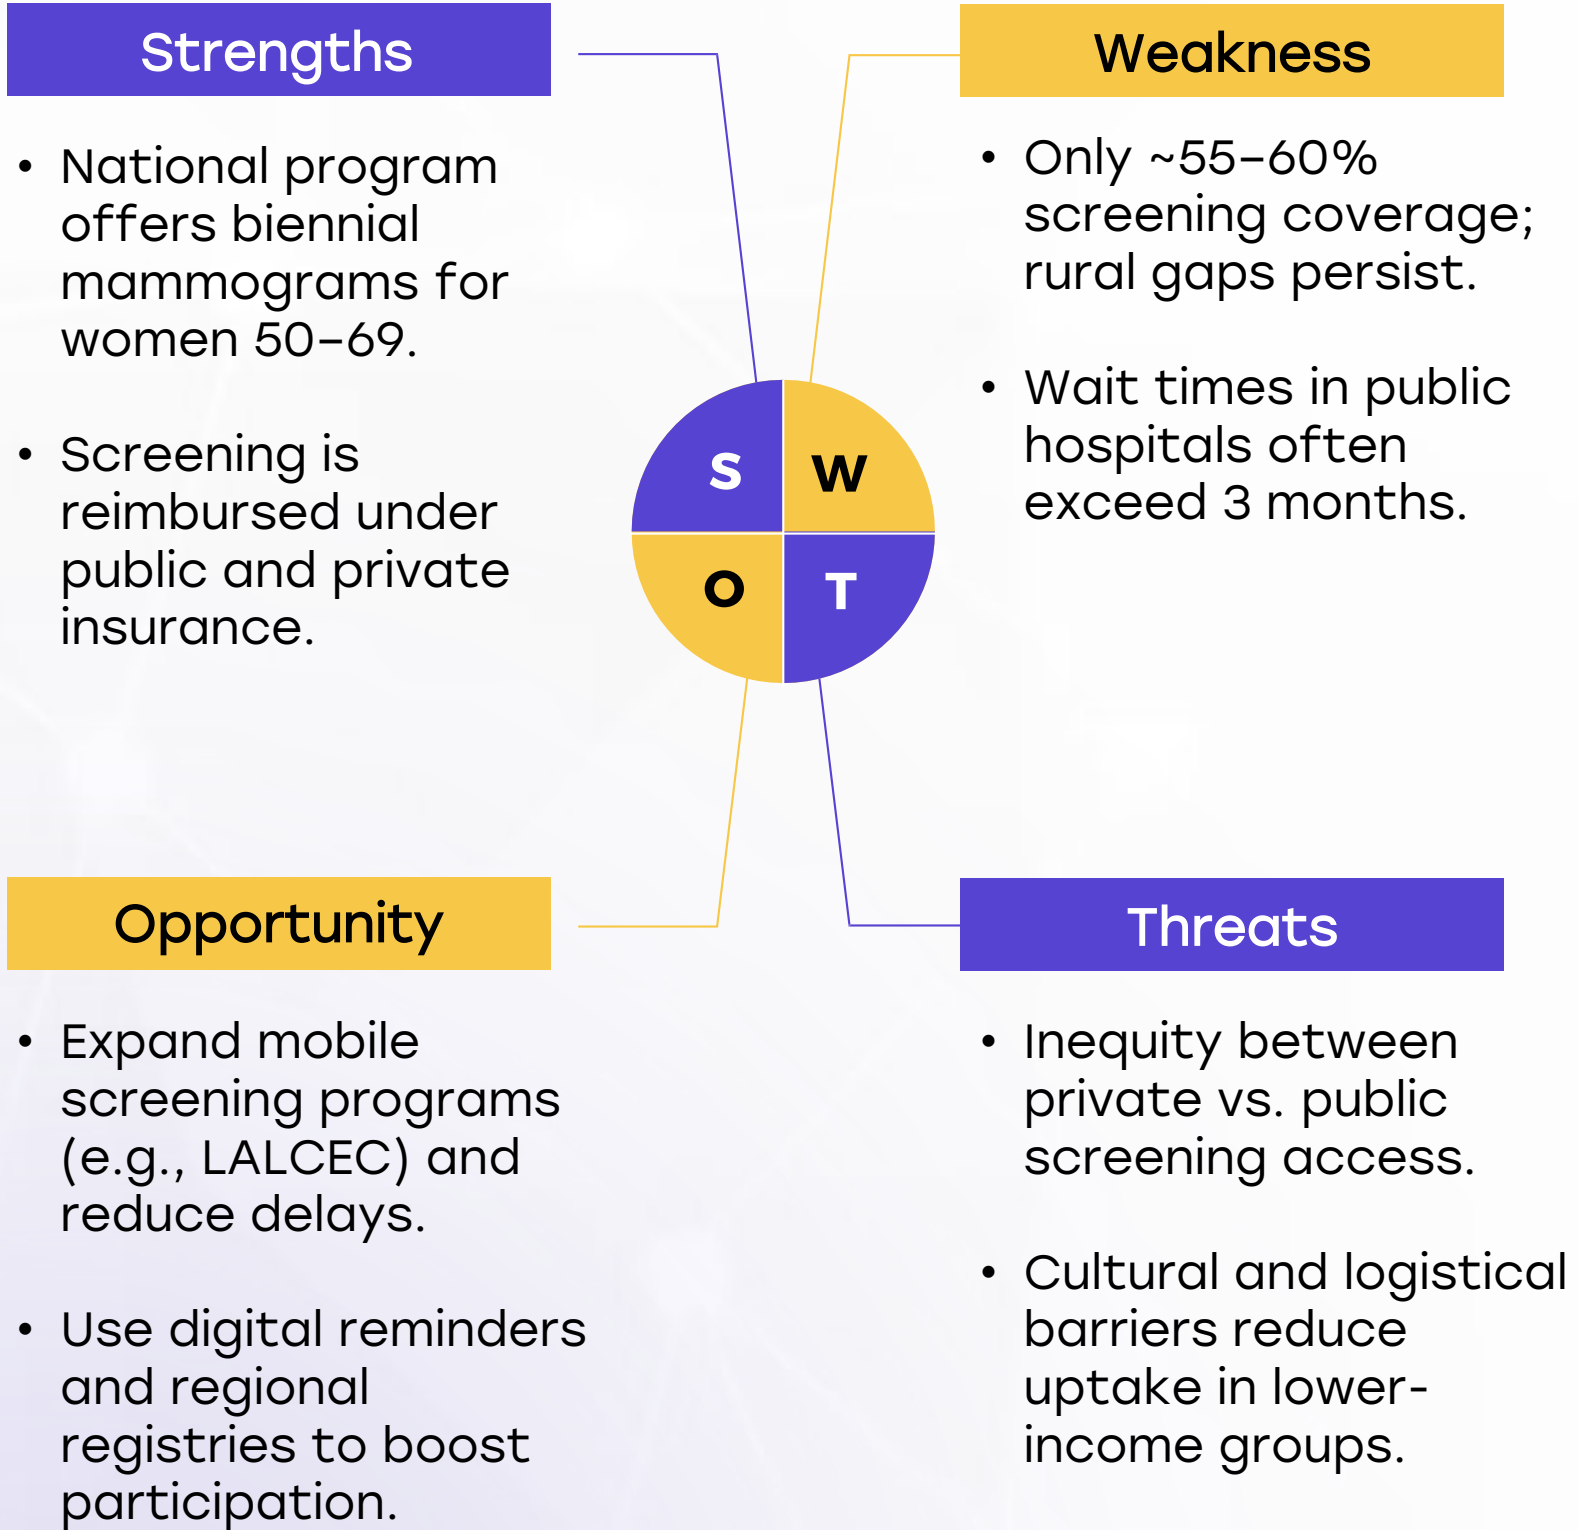 Strengths
• National program
offers biennial
mammograms for
women 50–69.
• Screening is
reimbursed under
public and private
insurance.
Weakness
• Only ~55–60%
screening coverage;
rural gaps persist.
• Wait times in public
hospitals often
exceed 3 months.
S W
O T
Opportunity
• Expand mobile
screening programs
(e.g., LALCEC) and
reduce delays.
• Use digital reminders
and regional
registries to boost
participation.
Threats
• Inequity between
private vs. public
screening access.
• Cultural and logistical
barriers reduce
uptake in lower-
income groups.